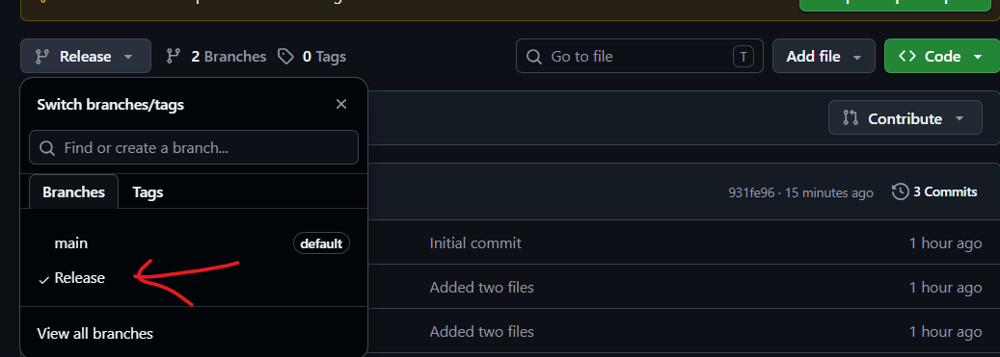 Release
2 Branches
0 Tags
Go to file
T
Add file
Code
Switch branches/tags
Find or create a branch...
Contribute
Branches
Tags
931fe96 · 15 minutes ago
3 Commits
main
default
Initial commit
1 hour ago
Release
Added two files
1 hour ago
View all branches
Added two files
1 hour ago